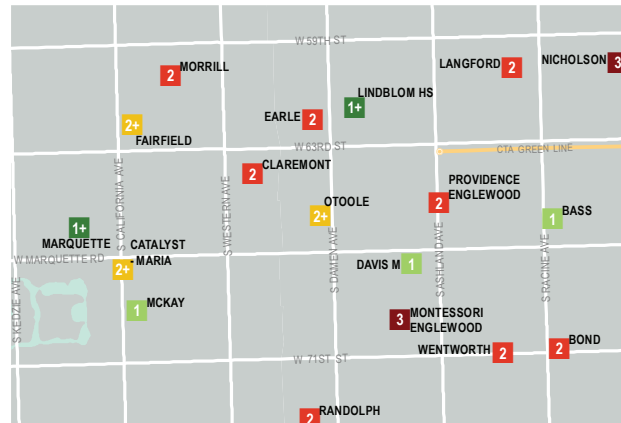 W 59TH ST
2 MORRILL
LANGFORD 2
NICHOLSON 3
1+ LINDBLOM HS
EARLE 2
2+
FAIRFIELD
W 63RD ST
CTA GREEN LINE
2 CLAREMONT
PROVIDENCE
2 ENGLEWOOD
OTOOLE
2+
1 BASS
S CALIFORNIA AVE
S WESTERN AVE
1+
MARQUETTE
S DAMEN AVE
S ASHLAND AVE
S RACINE AVE
CATALYST
- MARIA
2+
W MARQUETTE RD
DAVIS M 1
S KEDZIE AVE
1 MCKAY
3 MONTESSORI
ENGLEWOOD
W 71ST ST
WENTWORTH 2
2 BOND
2 RANDOLPH